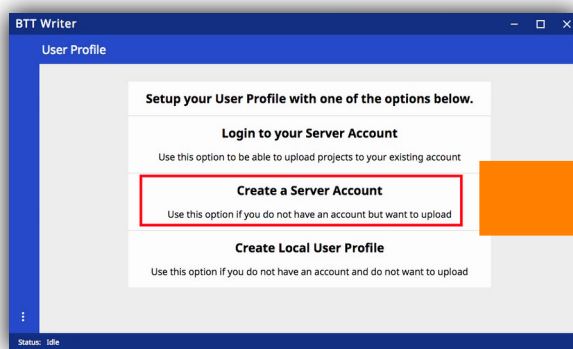 BTT Writer
User Profile
Setup your User Profile with one of the options below.
Login to your Server Account
Use this option to be able to upload projects to your existing account
Create a Server Account
Use this option if you do not have an account but want to upload
Create Local User Profile
Use this option if you do not have an account and do not want to upload
Status: Idle